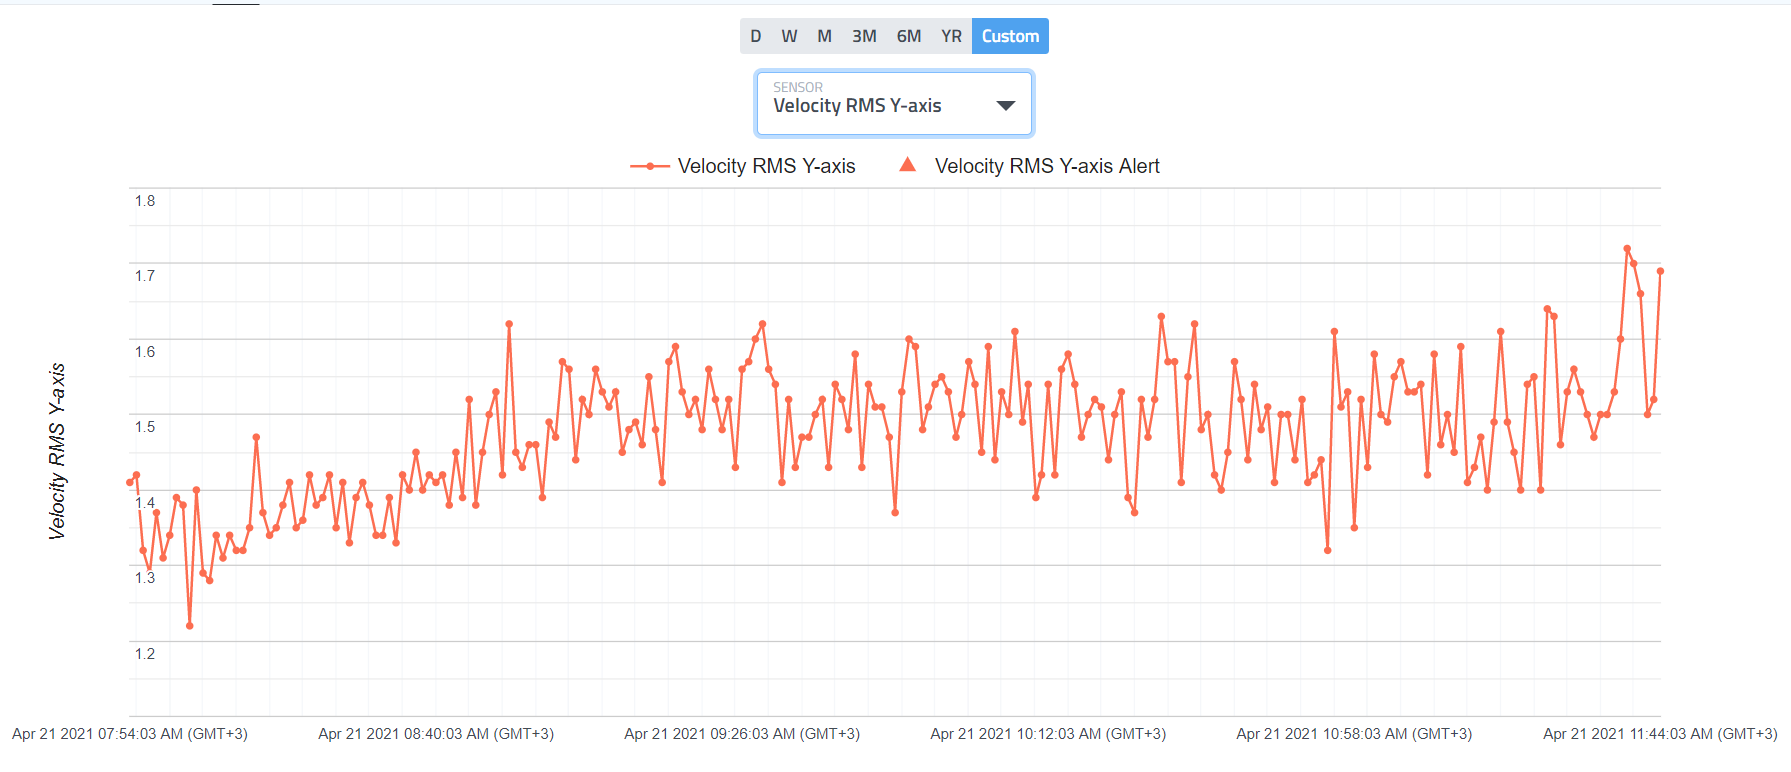 D W M 3M 6M YR Custom
SENSOR
Velocity RMS Y-axis
Velocity RMS Y-axis Velocity RMS Y-axis Alert
1.8
1.7
1.6
1.5
1.4
1.3
1.2
Velocity RMS Y-axis
Apr 21 2021 07:54:03 AM (GMT+3) Apr 21 2021 08:40:03 AM (GMT+3) Apr 21 2021 09:26:03 AM (GMT+3) Apr 21 2021 10:12:03 AM (GMT+3) Apr 21 2021 10:58:03 AM (GMT+3) Apr 21 2021 11:44:03 AM (GMT+3)